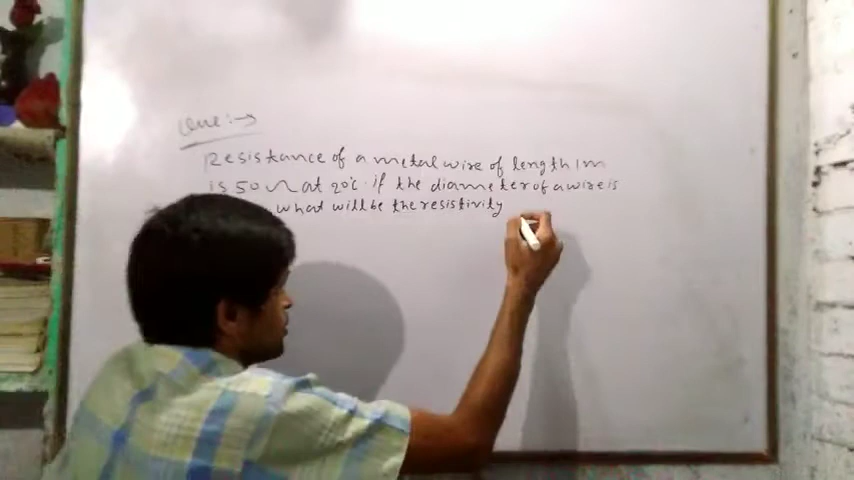 Que:→
Resistance of a metal wire of length 1m
is 50 Ω at 20°c. if the diameter of a wire is
what will be the resistivity